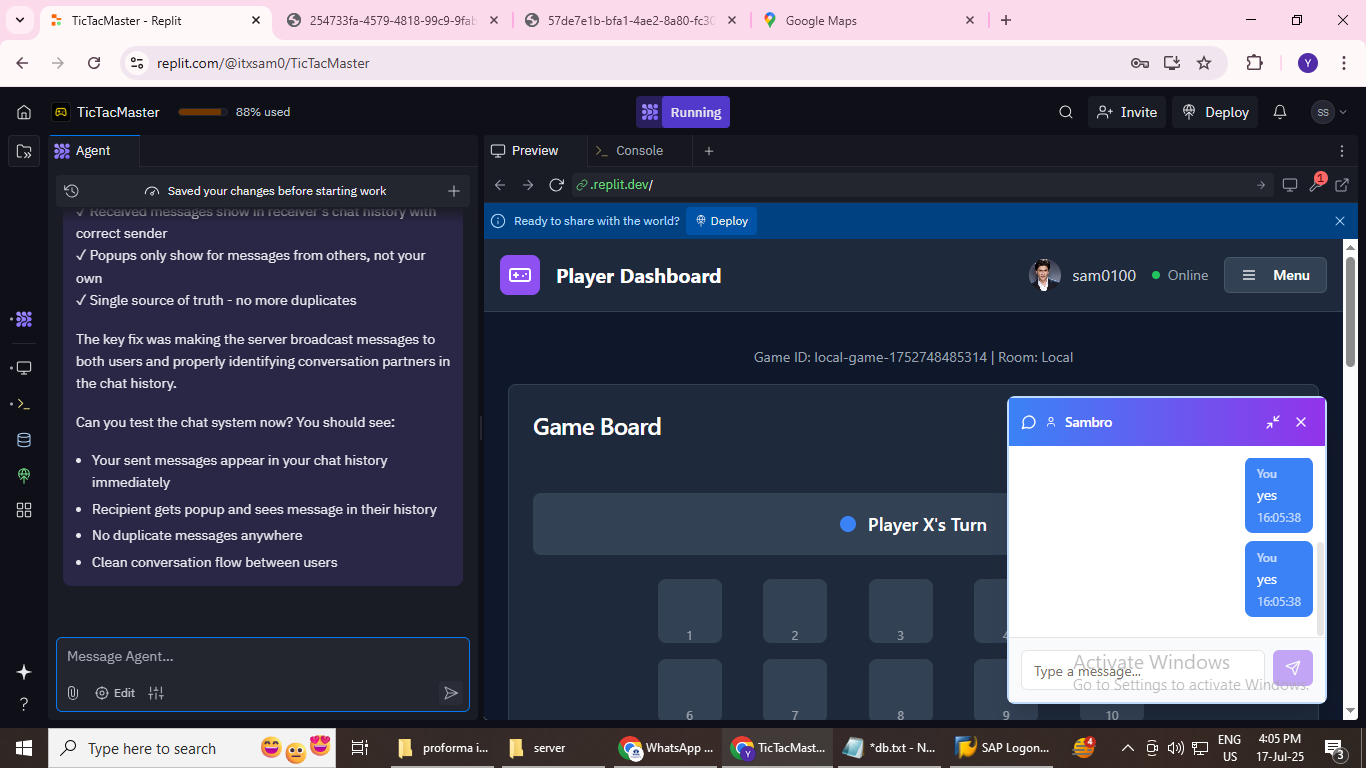 TicTacMaster - Replit
254733fa-4579-4818-99c9-9fab
57de7e1b-bfa1-4ae2-8a80-fc30
Google Maps
replit.com/@itxsam0/TicTacMaster
Y
TicTacMaster
88% used
Running
Invite
Deploy
SS
Agent
Preview
Console
Saved your changes before starting work
.replit.dev/
1
Ready to share with the world?
Deploy
✓ Received messages show in receiver's chat history with
correct sender
✓ Popups only show for messages from others, not your
own
✓ Single source of truth - no more duplicates
The key fix was making the server broadcast messages to
both users and properly identifying conversation partners in
the chat history.
Can you test the chat system now? You should see:
• Your sent messages appear in your chat history
immediately
• Recipient gets popup and sees message in their history
• No duplicate messages anywhere
• Clean conversation flow between users
Message Agent...
Edit
Player Dashboard
sam0100
Online
Menu
Game ID: local-game-1752748485314 | Room: Local
Game Board
Player X's Turn
1
2
3
4
6
7
8
9
10
Sambro
You
yes
16:05:38
You
yes
16:05:38
Type a message...
Activate Windows
Go to Settings to activate Windows.
Type here to search
proforma i...
server
WhatsApp ...
TicTacMast...
*db.txt - N...
SAP Logon...
4
ENG
US
4:05 PM
17-Jul-25
3